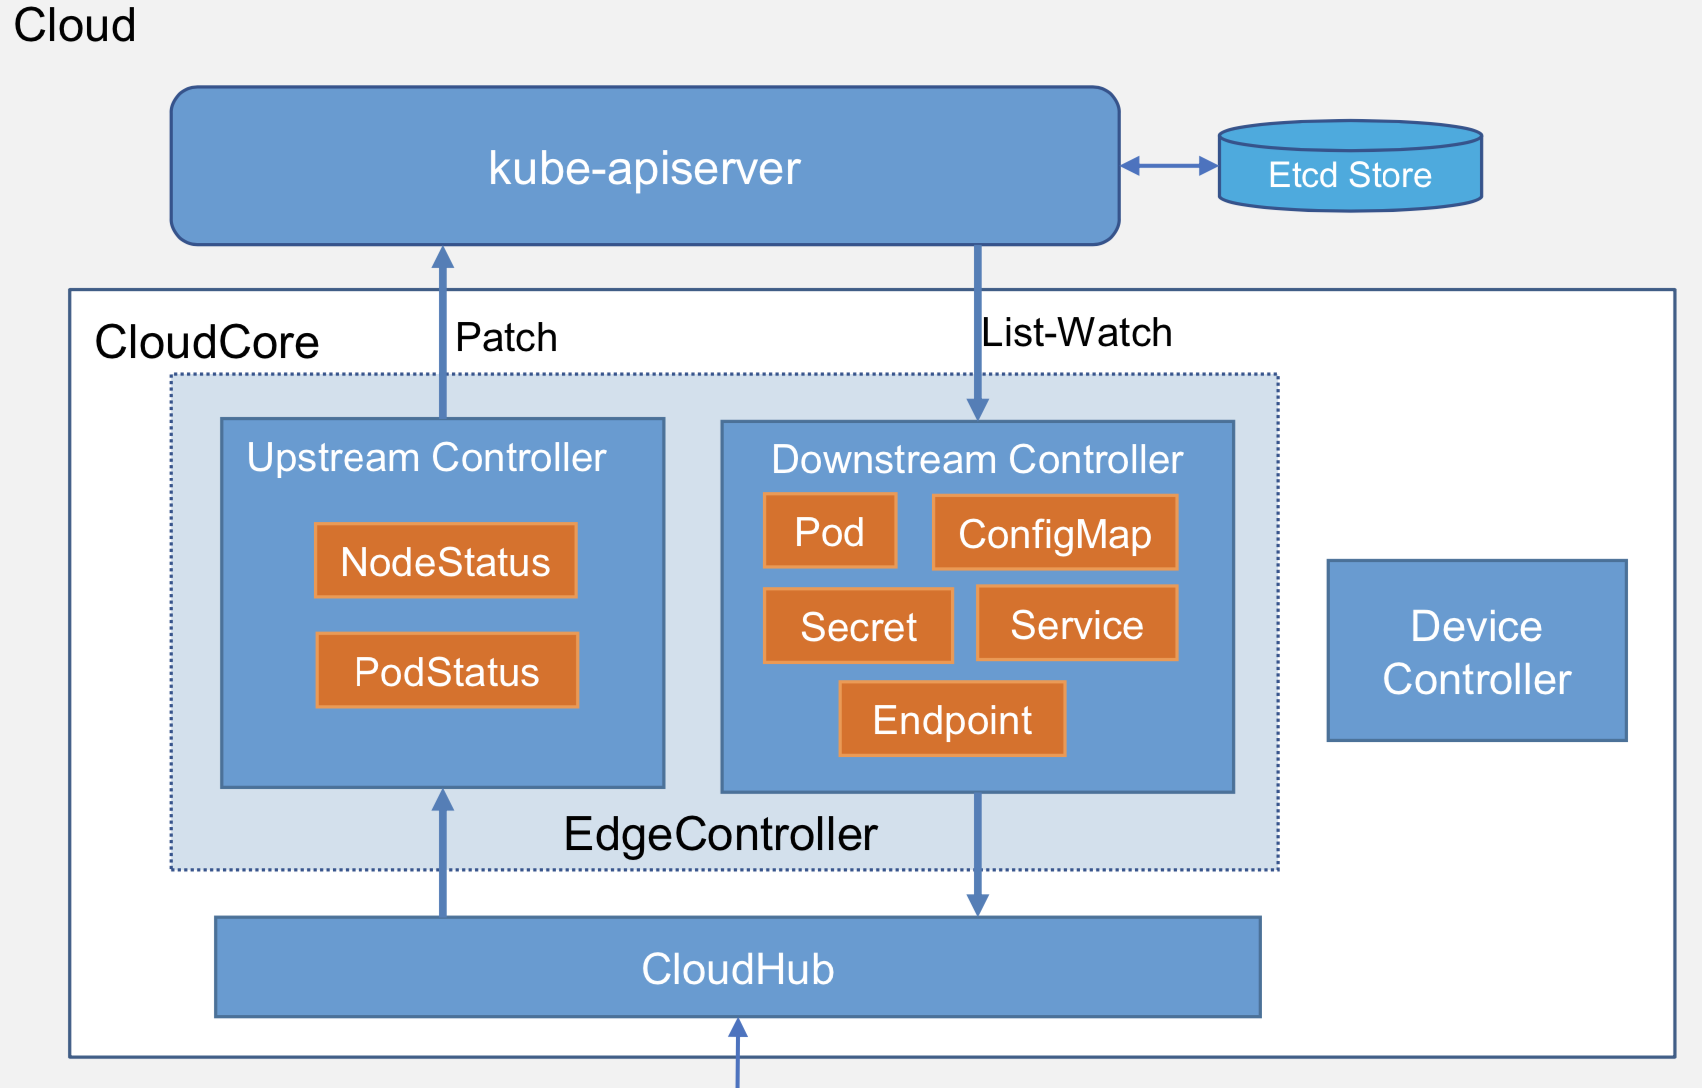 Cloud
kube-apiserver
Etcd Store
CloudCore
Patch
List-Watch
Upstream Controller
NodeStatus
PodStatus
Downstream Controller
Pod
ConfigMap
Secret
Service
Endpoint
Device
Controller
EdgeController
CloudHub